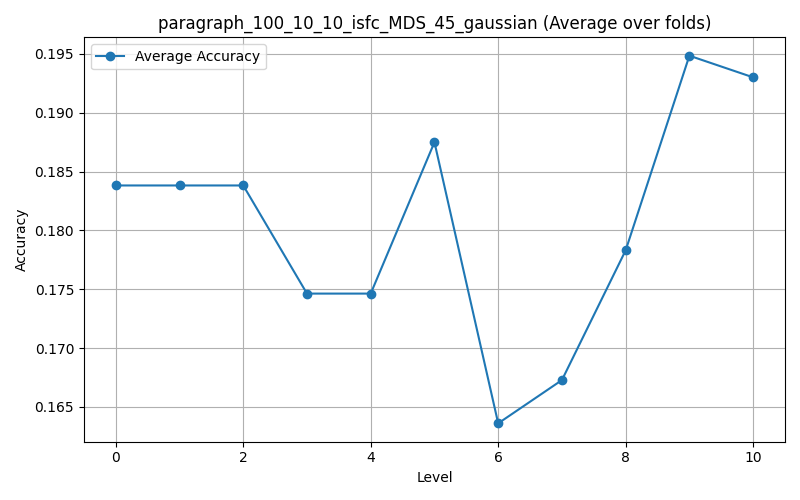 paragraph_100_10_10_isfc_MDS_45_gaussian (Average over folds)
Average Accuracy
0.195
0.190
0.185
0.180
0.175
0.170
0.165
Accuracy
0 2 4 6 8 10
Level